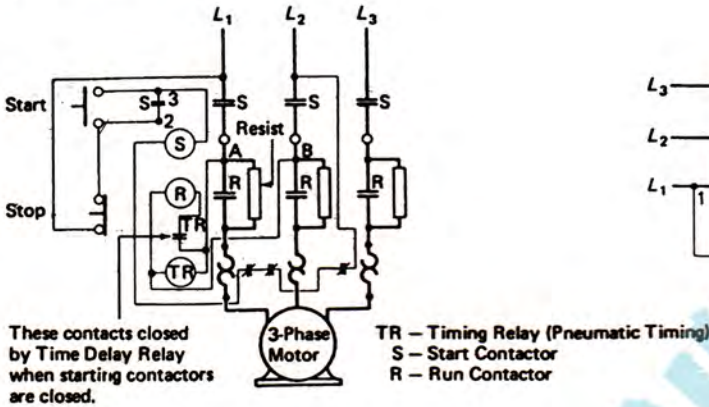 L1 L2 L3
Start
S 3
2
S
S
S
Resist
S
A
B
R
R
R
R
Stop
TR
TR
3-Phase
Motor
These contacts closed
by Time Delay Relay
when starting contactors
are closed.
TR – Timing Relay (Pneumatic Timing)
S – Start Contactor
R – Run Contactor
L3
L2
L1
1